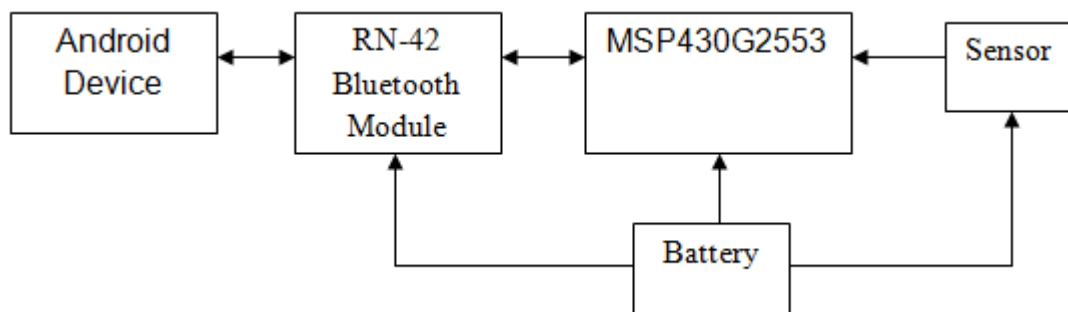 Android
Device
RN-42
Bluetooth
Module
MSP430G2553
Sensor
Battery